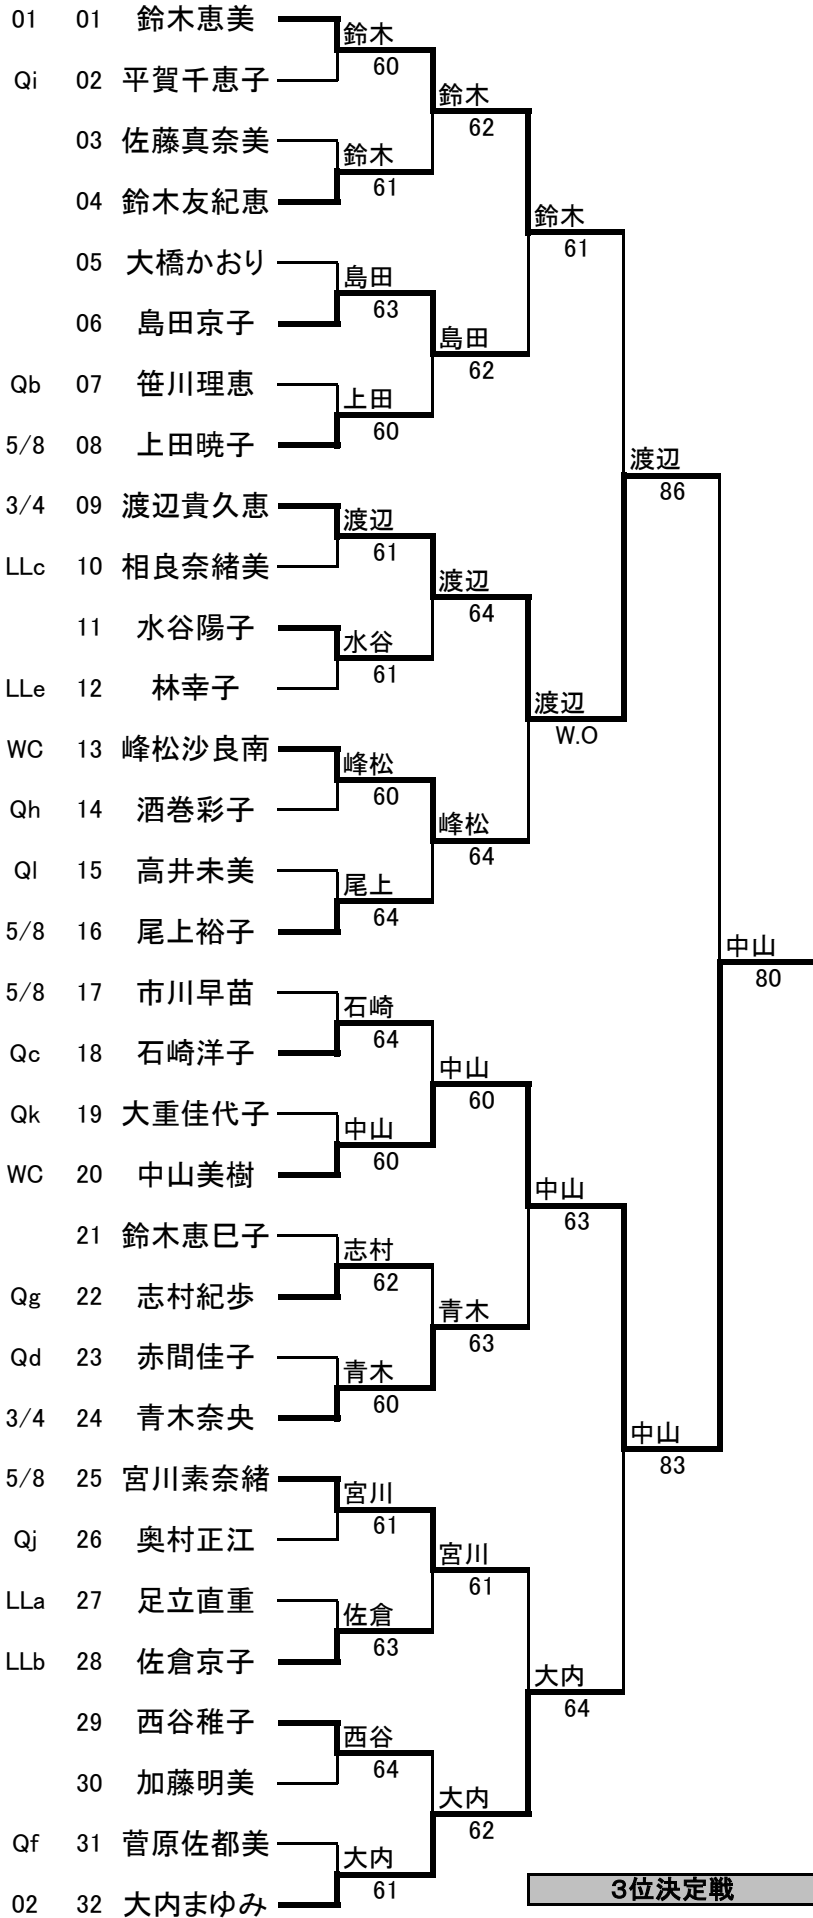 01 01 鈴木恵美
鈴木
60
Qi 02 平賀千恵子
鈴木
62
03 佐藤真奈美
鈴木
61
04 鈴木友紀恵
鈴木
61
05 大橋かおり
島田
63
06 島田京子
島田
62
Qb 07 笹川理恵
上田
60
5/8 08 上田暁子
渡辺
86
3/4 09 渡辺貴久恵
渡辺
61
LLc 10 相良奈緒美
渡辺
64
11 水谷陽子
水谷
61
LLe 12 林幸子
渡辺
W.O
WC 13 峰松沙良南
峰松
60
Qh 14 酒巻彩子
峰松
64
Ql 15 高井未美
尾上
64
5/8 16 尾上裕子
中山
80
5/8 17 市川早苗
石崎
64
Qc 18 石崎洋子
中山
60
Qk 19 大重佳代子
中山
60
WC 20 中山美樹
中山
63
21 鈴木恵巳子
志村
62
Qg 22 志村紀歩
青木
63
Qd 23 赤間佳子
青木
60
3/4 24 青木奈央
中山
83
5/8 25 宮川素奈緒
宮川
61
Qj 26 奥村正江
宮川
61
LLa 27 足立直重
佐倉
63
LLb 28 佐倉京子
大内
64
29 西谷稚子
西谷
64
30 加藤明美
大内
62
Qf 31 菅原佐都美
大内
61
02 32 大内まゆみ
3位決定戦